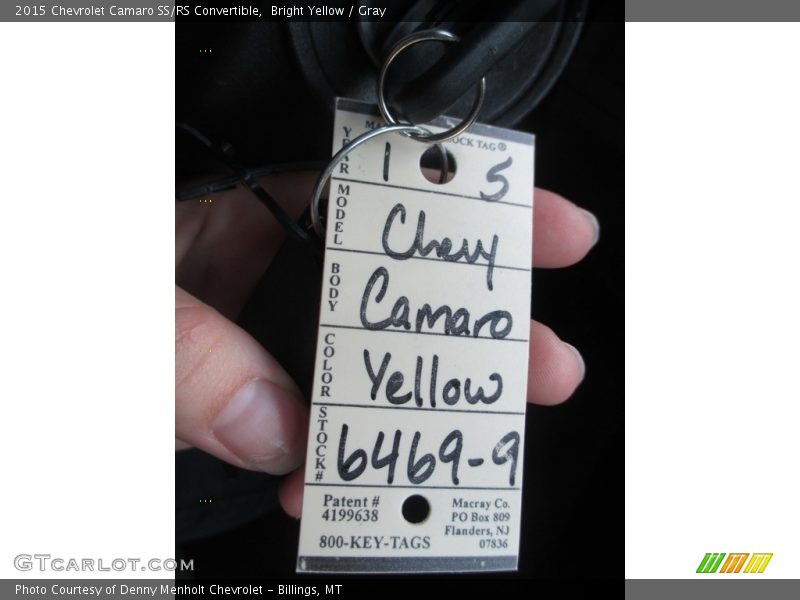 2015 Chevrolet Camaro SS/RS Convertible, Bright Yellow / Gray
OCK TAG®
YEAR 1 5
MODEL Chevy
BODY Camaro
COLOR Yellow
STOCK# 6469-9
Patent #
4199638
800-KEY-TAGS
Macray Co.
PO Box 809
Flanders, NJ
07836
GTCARLOT.com
Photo Courtesy of Denny Menholt Chevrolet - Billings, MT